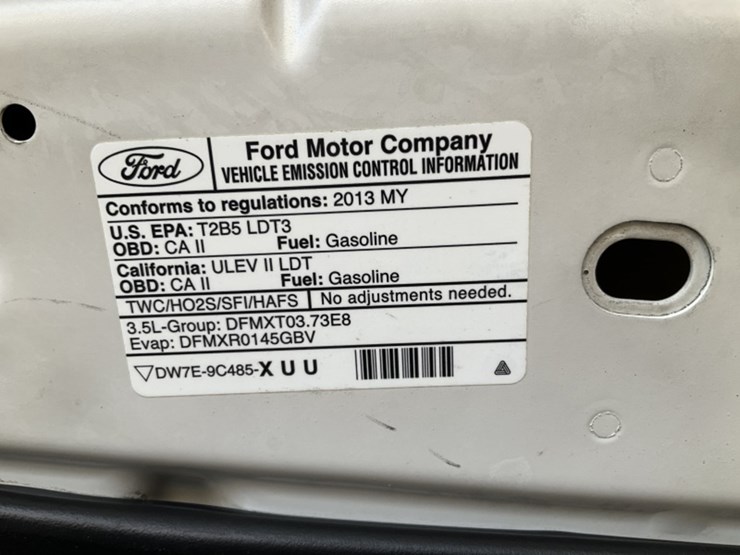 Ford
Ford Motor Company
VEHICLE EMISSION CONTROL INFORMATION
Conforms to regulations: 2013 MY
U.S. EPA: T2B5 LDT3
OBD: CA II Fuel: Gasoline
California: ULEV II LDT
OBD: CA II Fuel: Gasoline
TWC/HO2S/SFI/HAFS No adjustments needed.
3.5L-Group: DFMXT03.73E8
Evap: DFMXR0145GBV
▽DW7E-9C485-X U U